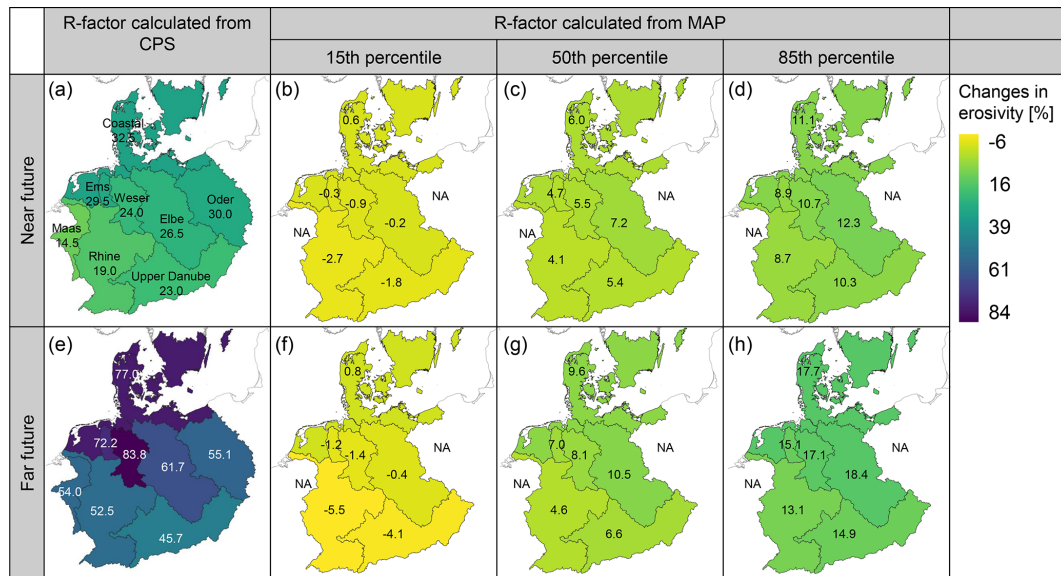 R-factor calculated from
CPS
R-factor calculated from MAP
15th percentile
50th percentile
85th percentile
Near future
(a)
Coastal
32.5
Ems
29.5
Weser
24.0
Oder
30.0
Elbe
26.5
Maas
14.5
Rhine
19.0
Upper Danube
23.0
(b)
0.6
-0.3
-0.9
NA
-0.2
NA
-2.7
-1.8
(c)
6.0
4.7
5.5
NA
7.2
NA
4.1
5.4
(d)
11.1
8.9
10.7
NA
12.3
NA
8.7
10.3
Changes in
erosivity [%]
-6
16
39
61
84
Far future
(e)
77.0
72.2
83.8
61.7
55.1
54.0
52.5
45.7
(f)
0.8
-1.2
-1.4
NA
-0.4
NA
-5.5
-4.1
(g)
9.6
7.0
8.1
NA
10.5
NA
4.6
6.6
(h)
17.7
15.1
17.1
NA
18.4
NA
13.1
14.9